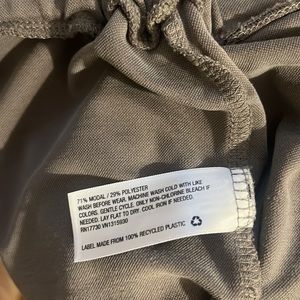 71% MODAL / 29% POLYESTER
WASH BEFORE WEAR. MACHINE WASH COLD WITH LIKE
COLORS. GENTLE CYCLE. ONLY NON-CHLORINE BLEACH IF
NEEDED. LAY FLAT TO DRY. COOL IRON IF NEEDED.
RN17730 VN1315930
LABEL MADE FROM 100% RECYCLED PLASTIC